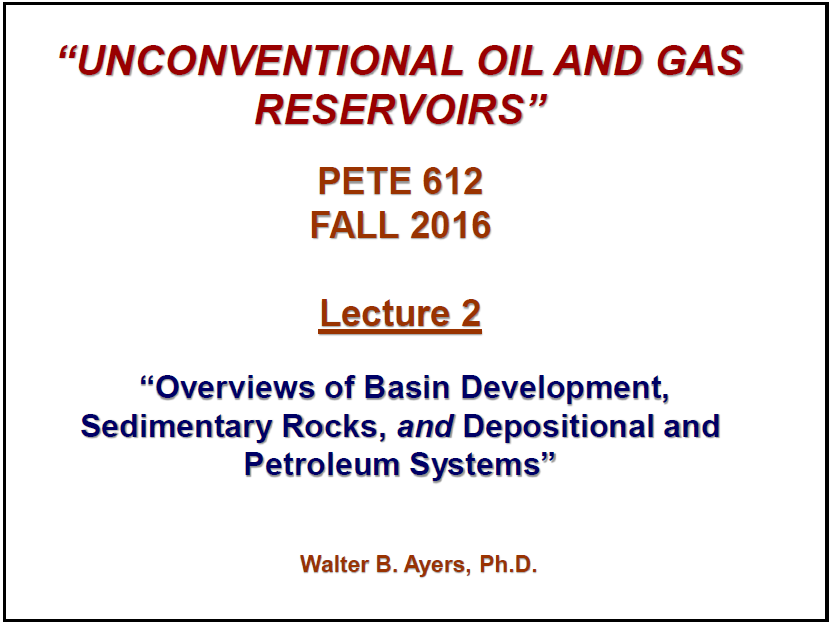 “UNCONVENTIONAL OIL AND GAS
RESERVOIRS”
PETE 612
FALL 2016
Lecture 2
“Overviews of Basin Development,
Sedimentary Rocks, and Depositional and
Petroleum Systems”
Walter B. Ayers, Ph.D.